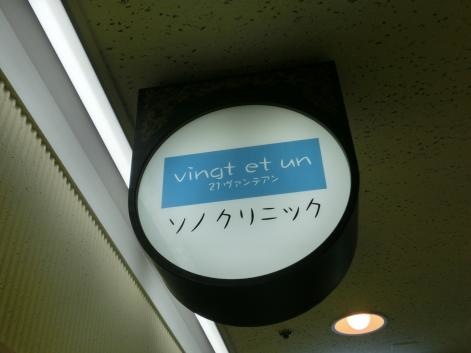 vingt et un
21ヴァンテアン
ソノクリニック